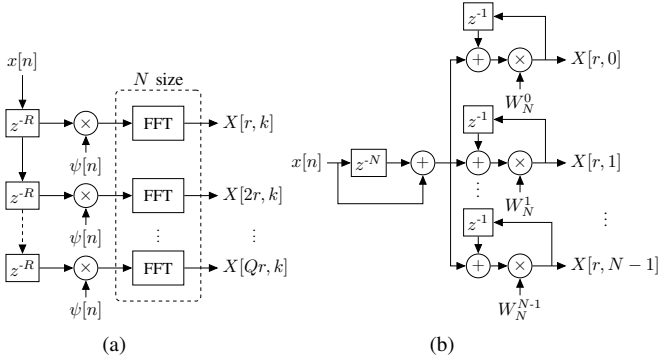 x[n]
N size
z^{-R} × FFT X[r, k]
ψ[n]
z^{-R} × FFT X[2r, k]
ψ[n] ⋮ ⋮
z^{-R} × FFT X[Qr, k]
ψ[n]
(a)
z^{-1}
+ × X[r, 0]
W_N^0
z^{-1}
x[n] z^{-N} + + × X[r, 1]
⋮ W_N^1 ⋮
z^{-1}
+ × X[r, N − 1]
W_N^{N-1}
(b)